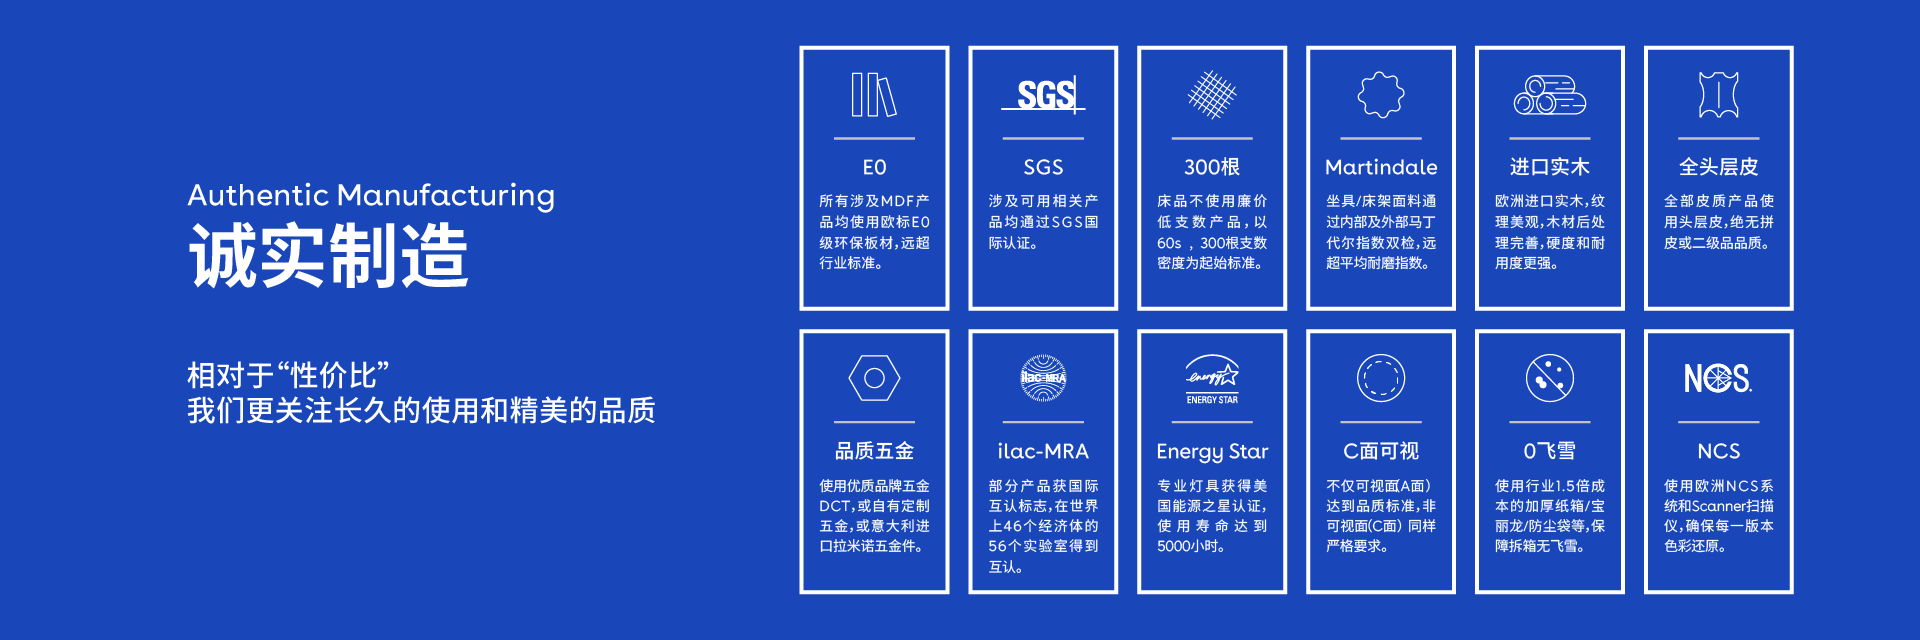 Authentic Manufacturing
诚实制造
相对于“性价比”
我们更关注长久的使用和精美的品质
E0
所有涉及MDF产
品均使用欧标E0
级环保板材,远超
行业标准。
SGS
SGS
涉及可用相关产
品均通过SGS国
际认证。
300根
床品不使用廉价
低支数产品,以
60s , 300根支数
密度为起始标准。
Martindale
坐具/床架面料通
过内部及外部马丁
代尔指数双检,远
超平均耐磨指数。
进口实木
欧洲进口实木,纹
理美观,木材后处
理完善,硬度和耐
用度更强。
全头层皮
全部皮质产品使
用头层皮,绝无拼
皮或二级品品质。
品质五金
使用优质品牌五金
DCT,或自有定制
五金,或意大利进
口拉米诺五金件。
ilac-MRA
ilac-MRA
部分产品获国际
互认标志,在世界
上46个经济体的
56个实验室得到
互认。
energy
ENERGY STAR
Energy Star
专业灯具获得美
国能源之星认证,
使用寿命达到
5000小时。
C面可视
不仅可视面(A面)
达到品质标准,非
可视面(C面) 同样
严格要求。
0飞雪
使用行业1.5倍成
本的加厚纸箱/宝
丽龙/防尘袋等,保
障拆箱无飞雪。
NCS.
NCS
使用欧洲NCS系
统和Scanner扫描
仪,确保每一版本
色彩还原。